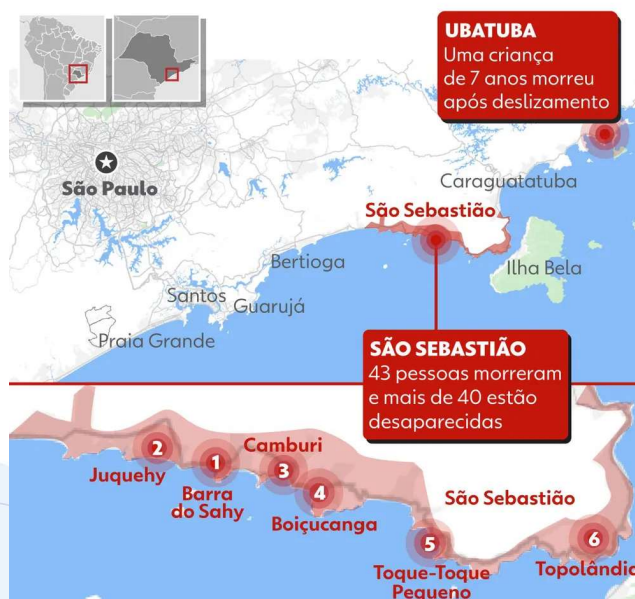 UBATUBA
Uma criança
de 7 anos morreu
após deslizamento
São Paulo
Caraguatatuba
São Sebastião
Ilha Bela
Bertioga
Santos
Guarujá
Praia Grande
SÃO SEBASTIÃO
43 pessoas morreram
e mais de 40 estão
desaparecidas
2
Juquehy
1
Barra
do Sahy
Camburi
3
4
Boiçucanga
São Sebastião
5
Toque-Toque
Pequeno
6
Topolândia